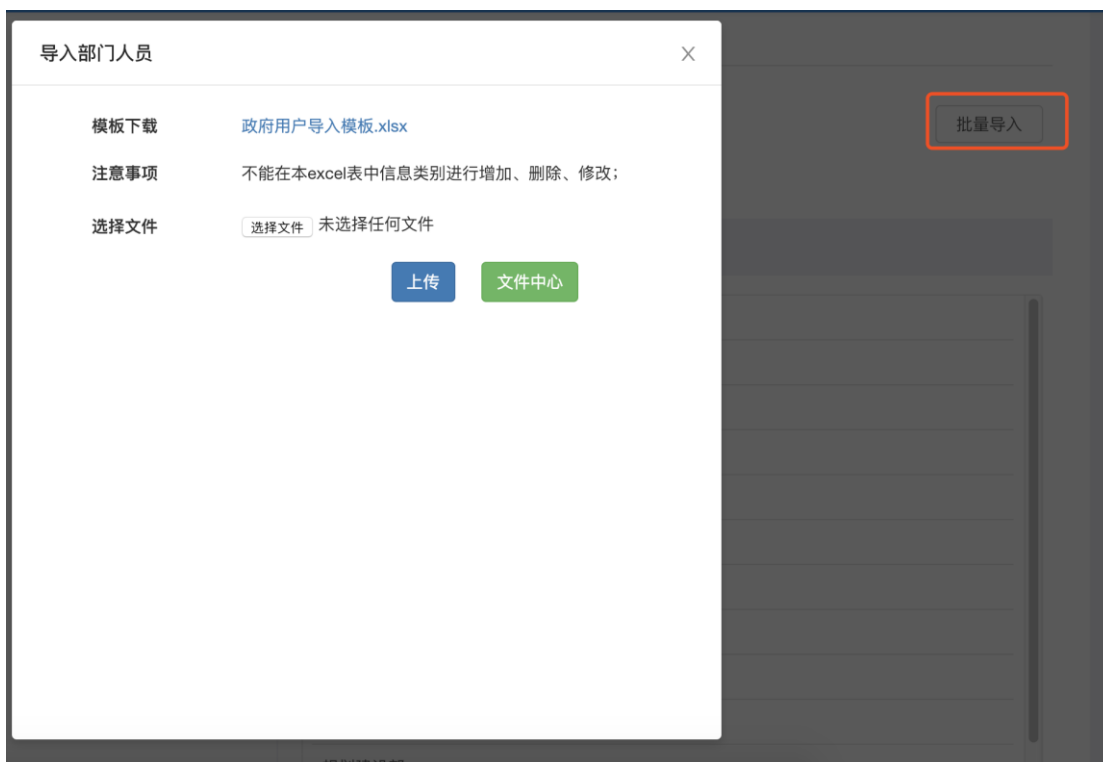 导入部门人员
批量导入
模板下载 政府用户导入模板.xlsx
注意事项 不能在本excel表中信息类别进行增加、删除、修改；
选择文件 选择文件 未选择任何文件
上传 文件中心